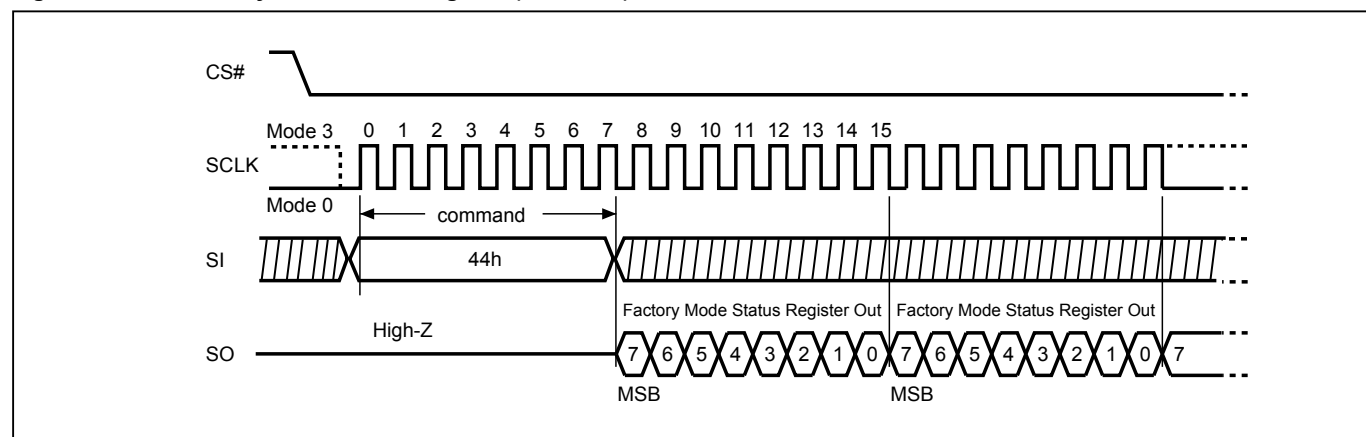 CS#
Mode 3 0 1 2 3 4 5 6 7 8 9 10 11 12 13 14 15
SCLK
Mode 0
command
SI 44h
Factory Mode Status Register Out Factory Mode Status Register Out
High-Z
SO 7 6 5 4 3 2 1 0 7 6 5 4 3 2 1 0 7
MSB MSB